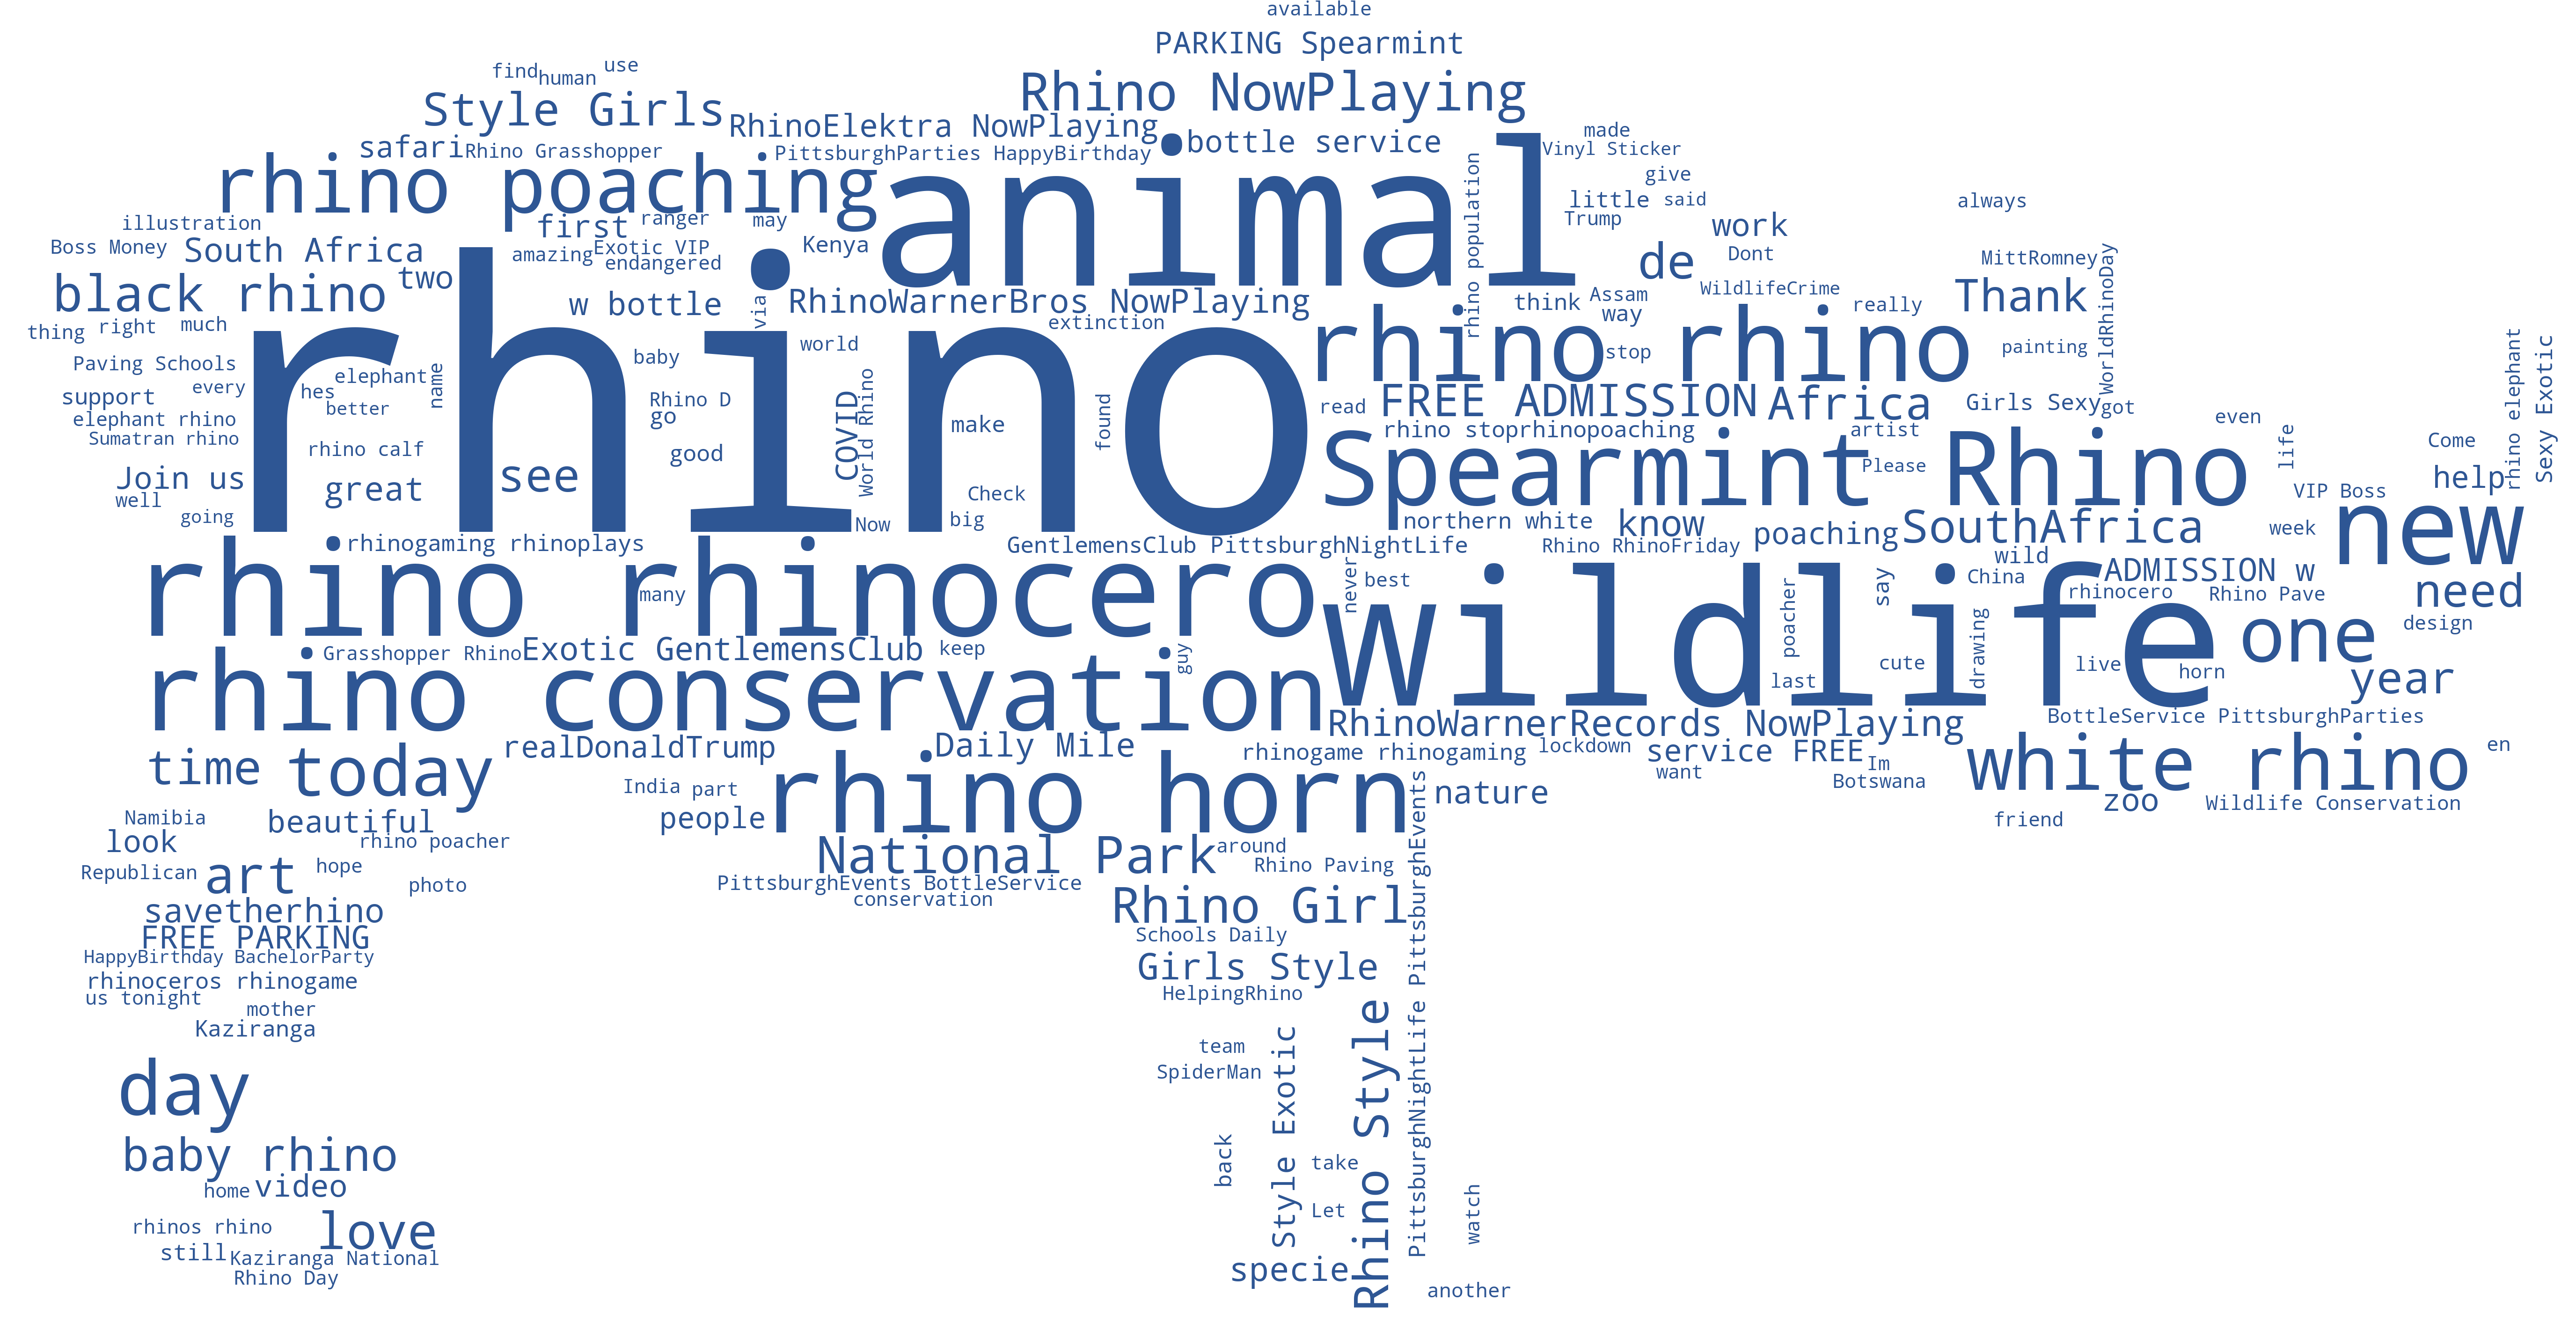 available
PARKING Spearmint
find
human
use
Rhino NowPlaying
Style Girls
RhinoElektra NowPlaying
bottle service
made
safari
Rhino Grasshopper
PittsburghParties HappyBirthday
Vinyl Sticker
rhino poaching
animal
rhino population
give
little
said
Trump
always
illustration
first
ranger
may
work
Boss Money
South Africa
amazing
Exotic VIP
endangered
Kenya
de
Dont
MittRomney
WorldRhinoDay
black rhino
two
w bottle
via
RhinoWarnerBros NowPlaying
think
Assam
way
WildlifeCrime
really
Thank
thing
right
much
rhino
extinction
rhino rhino
stop
painting
Paving Schools
baby
world
support
every
hes
elephant
better
name
Rhino D
go
COVID
World Rhino
make
found
read
FREE ADMISSION
Africa
Girls Sexy
got
even
rhino elephant
Sexy Exotic
elephant rhino
Sumatran rhino
rhino calf
good
rhino stoprhinopoaching
artist
life
Come
Join us
great
see
Check
Spearmint Rhino
Please
help
well
going
Now
big
northern white
know
poaching
SouthAfrica
VIP Boss
week
new
rhinogaming rhinoplays
GentlemensClub PittsburghNightLife
Rhino RhinoFriday
wild
rhino rhinocero
many
never
best
wildlife
poacher
say
China
ADMISSION w
rhinocero
Rhino Pave
need
Grasshopper Rhino
Exotic GentlemensClub
keep
guy
last
cute
drawing
live
horn
one
design
rhino conservation
year
RhinoWarnerRecords NowPlaying
BottleService PittsburghParties
time
today
realDonaldTrump
Daily Mile
rhinogame rhinogaming
lockdown
service FREE
want
Im
Botswana
white rhino
en
India
part
people
rhino horn
nature
zoo
Wildlife Conservation
friend
Namibia
beautiful
look
rhino poacher
National Park
around
Rhino Paving
PittsburghNightLife PittsburghEvents
Republican
art
hope
photo
PittsburghEvents BottleService
conservation
savetherhino
Rhino Girl
FREE PARKING
Schools Daily
HappyBirthday BachelorParty
Girls Style
rhinoceros rhinogame
us tonight
HelpingRhino
mother
Kaziranga
team
SpiderMan
Style Exotic
Rhino Style
day
back
take
baby rhino
home
video
Let
watch
rhinos rhino
love
still
Kaziranga National
Rhino Day
specie
another